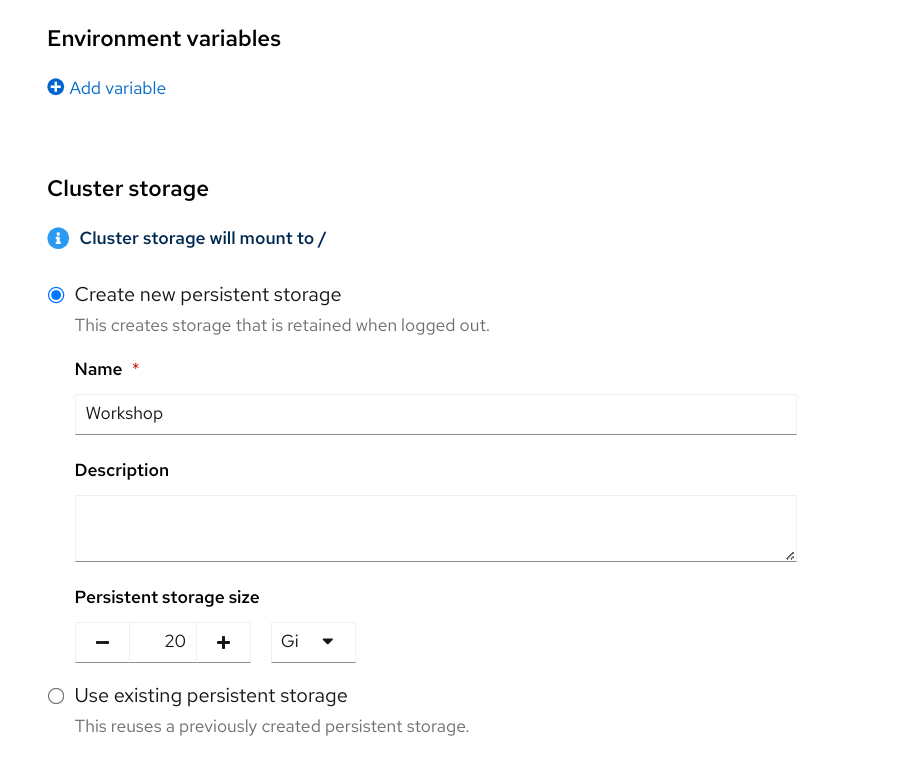 Environment variables
Add variable
Cluster storage
Cluster storage will mount to /
Create new persistent storage
This creates storage that is retained when logged out.
Name *
Workshop
Description
Persistent storage size
20 Gi
Use existing persistent storage
This reuses a previously created persistent storage.